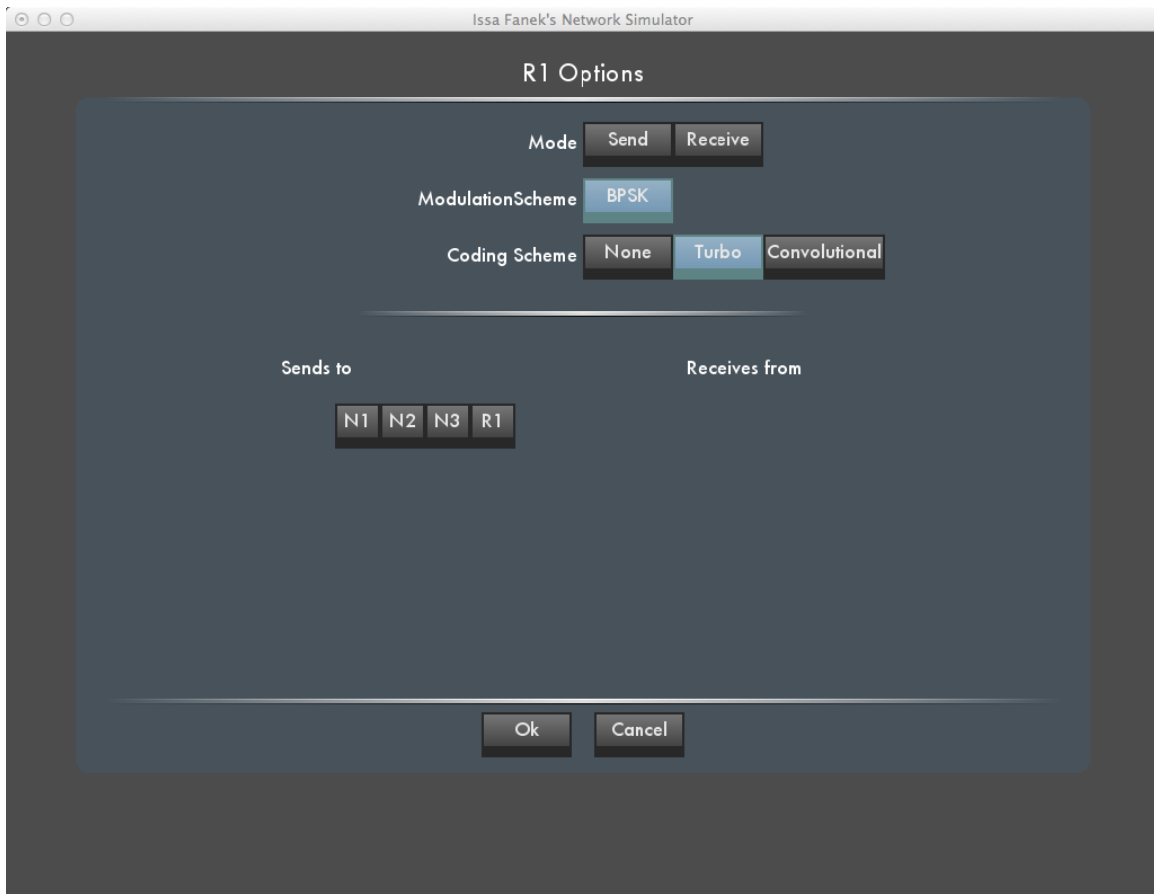 Issa Fanek's Network Simulator
R1 Options
Mode Send Receive
ModulationScheme BPSK
Coding Scheme None Turbo Convolutional
Sends to Receives from
N1 N2 N3 R1
Ok Cancel